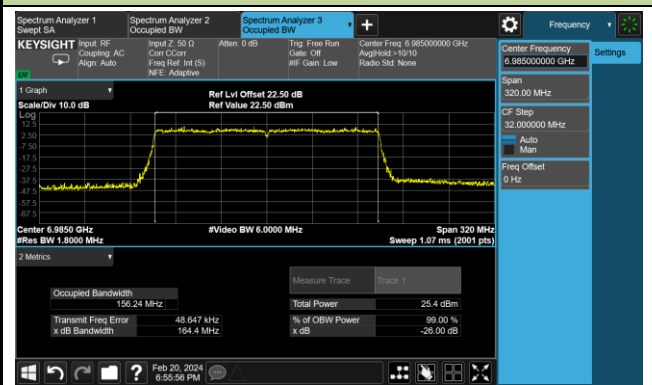 Spectrum Analyzer 1
Swept SA
Spectrum Analyzer 2
Occupied BW
Spectrum Analyzer 3
Occupied BW
Frequency
KEYSIGHT
Input: RF
Coupling: AC
Align: Auto
Input Z: 50 Ω
Corr CCorr
Freq Ref: Int (S)
NFE: Adaptive
Atten: 0 dB
Trig: Free Run
Gate: Off
#IF Gain: Low
Center Freq: 6.985000000 GHz
Avg|Hold:>10/10
Radio Std: None
LXI
Center Frequency
6.985000000 GHz
Settings
Span
320.00 MHz
CF Step
32.000000 MHz
Auto
Man
Freq Offset
0 Hz
1 Graph
Scale/Div 10.0 dB
Ref Lvl Offset 22.50 dB
Ref Value 22.50 dBm
Log
12.5
2.50
-7.50
-17.5
-27.5
-37.5
-47.5
-57.5
-67.5
Center 6.9850 GHz
#Res BW 1.8000 MHz
#Video BW 6.0000 MHz
Span 320 MHz
Sweep 1.07 ms (2001 pts)
2 Metrics
Measure Trace
Trace 1
Occupied Bandwidth
156.24 MHz
Total Power
25.4 dBm
Transmit Freq Error
48.647 kHz
% of OBW Power
99.00 %
x dB Bandwidth
164.4 MHz
x dB
-26.00 dB
Feb 20, 2024
6:55:56 PM